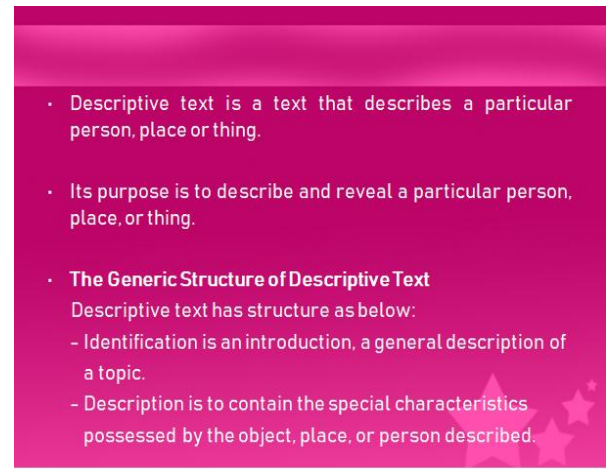 · Descriptive text is a text that describes a particular
person, place or thing.
· Its purpose is to describe and reveal a particular person,
place, or thing.
· The Generic Structure of Descriptive Text
Descriptive text has structure as below:
- Identification is an introduction, a general description of
a topic.
- Description is to contain the special characteristics
possessed by the object, place, or person described.